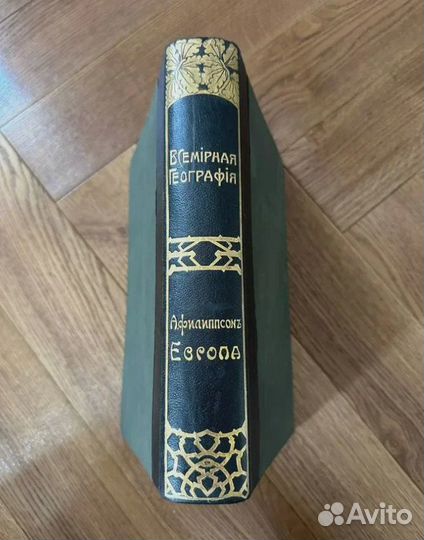 Всемірная
Географія
А.Филиппсонъ
Европа
Avito